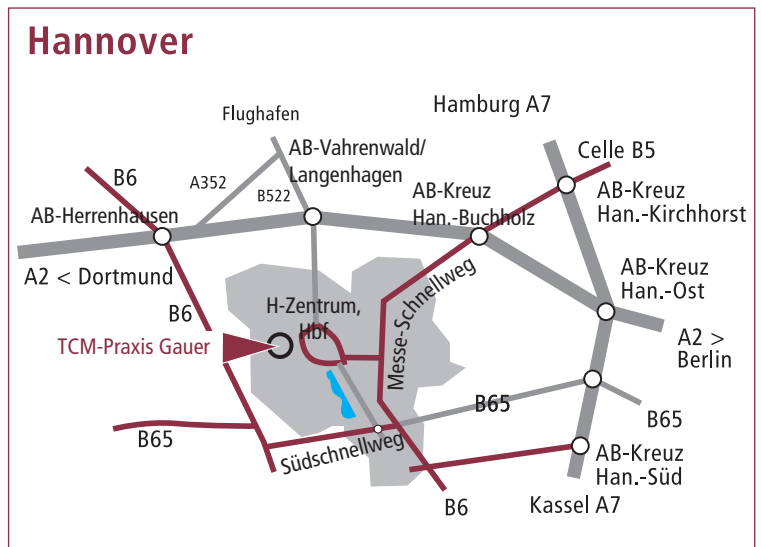 Hannover
Hamburg A7
Flughafen
AB-Vahrenwald/
Langenhagen
Celle B5
B6
A352
B522
AB-Kreuz
Han.-Buchholz
AB-Kreuz
Han.-Kirchhorst
AB-Herrenhausen
A2 < Dortmund
AB-Kreuz
Han.-Ost
B6
H-Zentrum,
Hbf
Messe-Schnellweg
TCM-Praxis Gauer
A2 >
Berlin
B65
B65
B65
Südschnellweg
AB-Kreuz
Han.-Süd
B6
Kassel A7